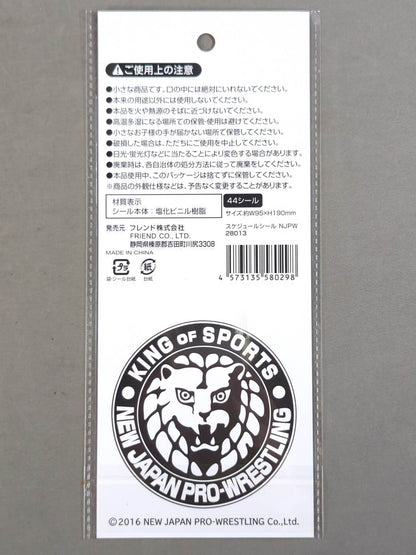 ご使用上の注意
●小さな商品です。口の中には絶対にいれないでください。
●本来の用途以外には使用しないでください。
●本品を火や熱源のそばに近づけないでください。
●高温多湿になる場所での保管・使用は避けてください。
●小さなお子様の手が届かない場所で保管してください。
●破損した場合は、ただちにご使用を中止してください。
●日光・蛍光灯などに当たることにより変色する場合があります。
●廃棄時は、各自治体の処分方法に従って廃棄をしてください。
●本品使用中、このパッケージは捨てずに保管してください。
※商品の外観仕様などは、予告なく変更することがあります。
材質表示
シール本体：塩化ビニル樹脂
44シール
サイズ:約W95×H190mm
発売元 フレンド株式会社
FRIEND CO., LTD.
静岡県榛原郡吉田町川尻3308
MADE IN CHINA
スケジュールシール NJPW
28013
プラ
紙
袋・シール台紙 台紙
4 573135 580298
KING OF SPORTS
NEW JAPAN PRO-WRESTLING
©2016 NEW JAPAN PRO-WRESTLING Co.,Ltd.